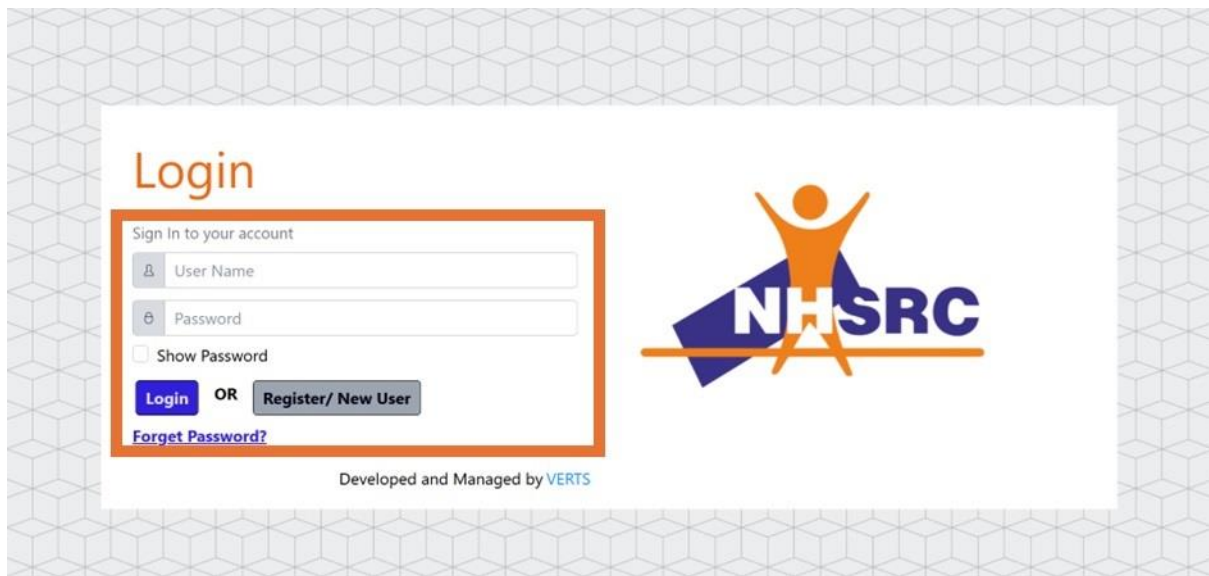 Login
Sign In to your account
User Name
Password
Show Password
Login OR Register/ New User
Forget Password?
Developed and Managed by VERTS
NHSRC